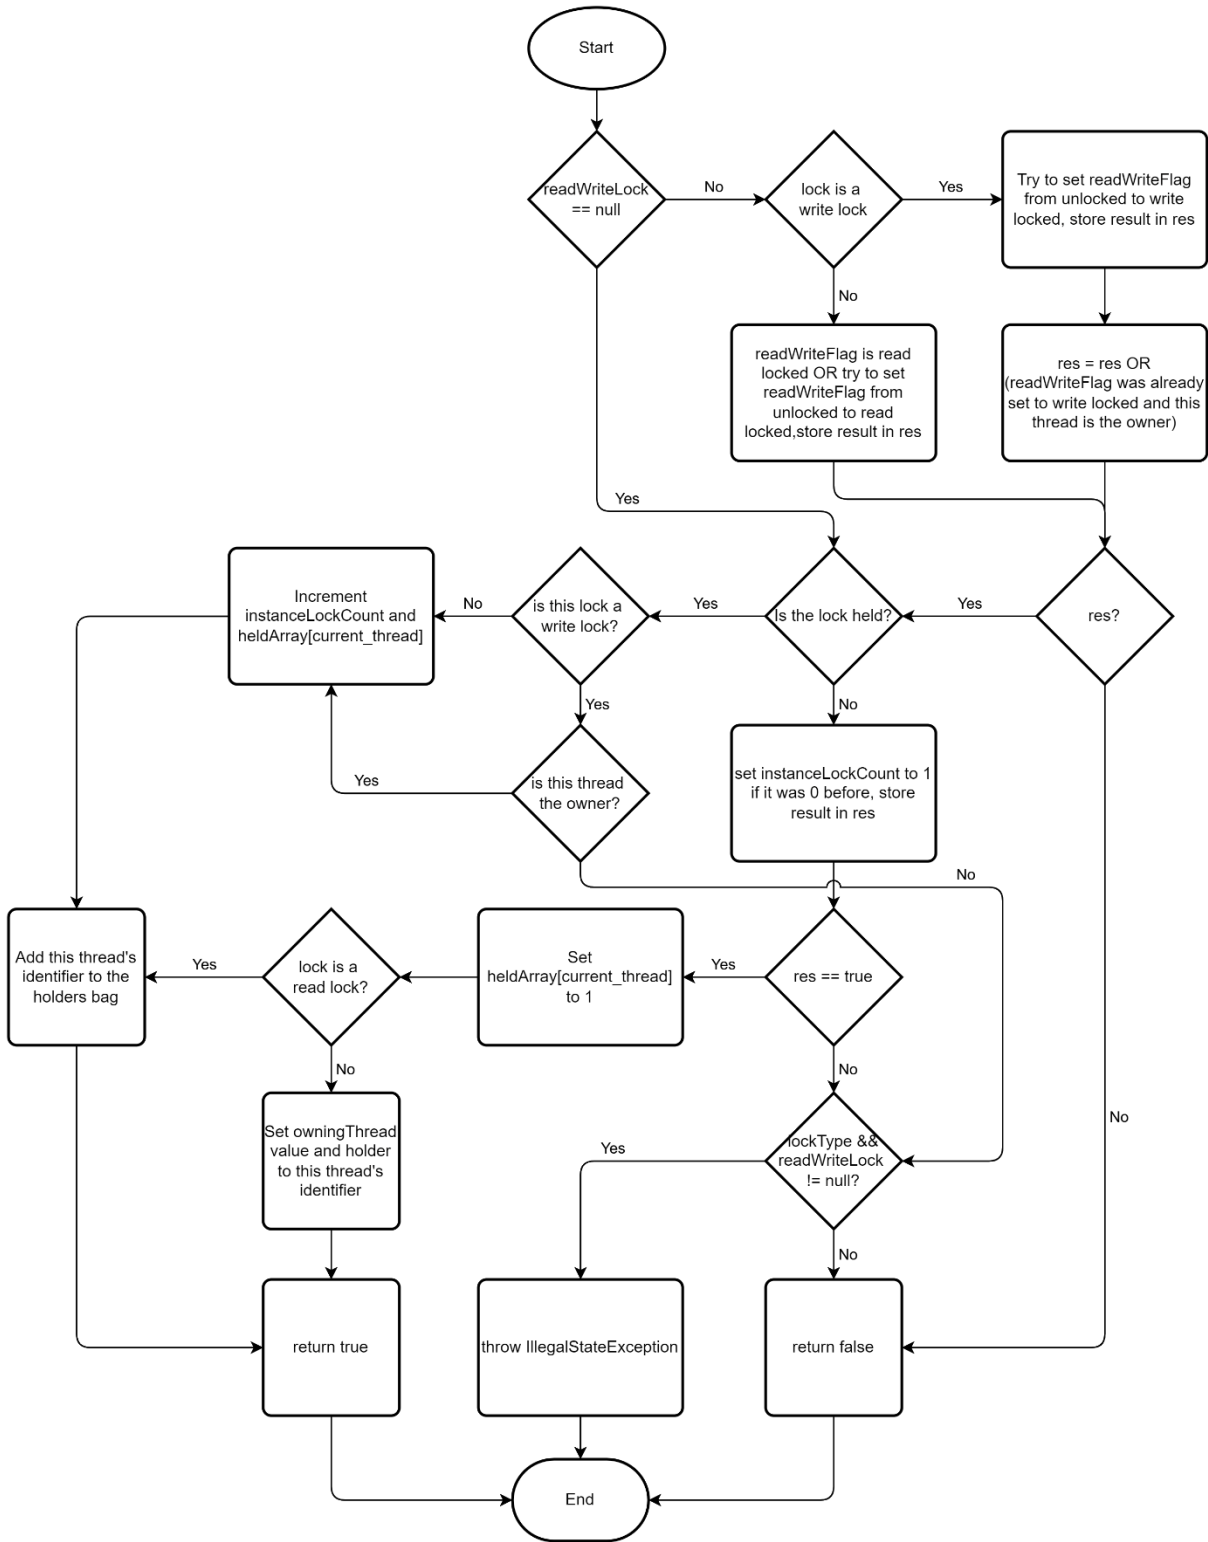 Start
readWriteLock
== null
No
lock is a
write lock
Yes
Try to set readWriteFlag
from unlocked to write
locked, store result in res
No
readWriteFlag is read
locked OR try to set
readWriteFlag from
unlocked to read
locked,store result in res
res = res OR
(readWriteFlag was already
set to write locked and this
thread is the owner)
Yes
Increment
instanceLockCount and
heldArray[current_thread]
No
is this lock a
write lock?
Yes
Is the lock held?
Yes
res?
Yes
No
Yes
is this thread
the owner?
set instanceLockCount to 1
if it was 0 before, store
result in res
No
Add this thread's
identifier to the
holders bag
Yes
lock is a
read lock?
Set
heldArray[current_thread]
to 1
Yes
res == true
No
No
Set owningThread
value and holder
to this thread's
identifier
Yes
lockType &&
readWriteLock
!= null?
No
No
return true
throw IllegalStateException
return false
End